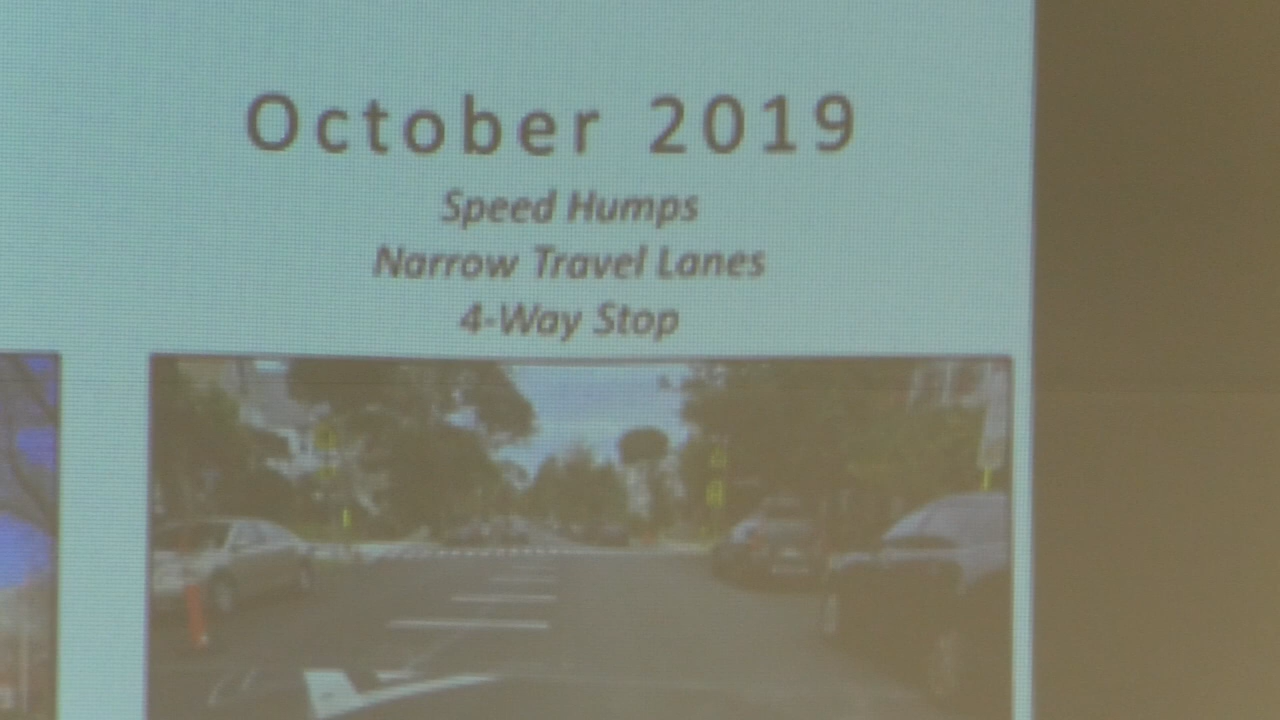 October 2019
Speed Humps
Narrow Travel Lanes
4-Way Stop